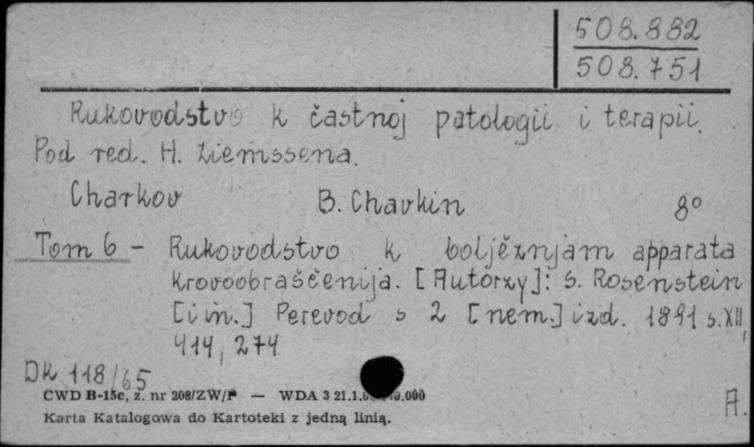 508.882
508.751
Rukovodstvo k častnoj patologii i terapii.
Pod red. H. Ziemssena.
Charkov B. Chavkin 8°
Tom 6 - Rukovodstvo k boljěznjam apparata
krovoobraščenija. [Autorzy]: S. Rosenstein
[i in.] Perevod s 2 [nem.] izd. 1891 s. XII,
414, 274
DK 118/65
CWD B-15c, z. nr 208/ZW/P — WDA 3 21.1.
Karta Katalogowa do Kartoteki z jedną linią.
A.